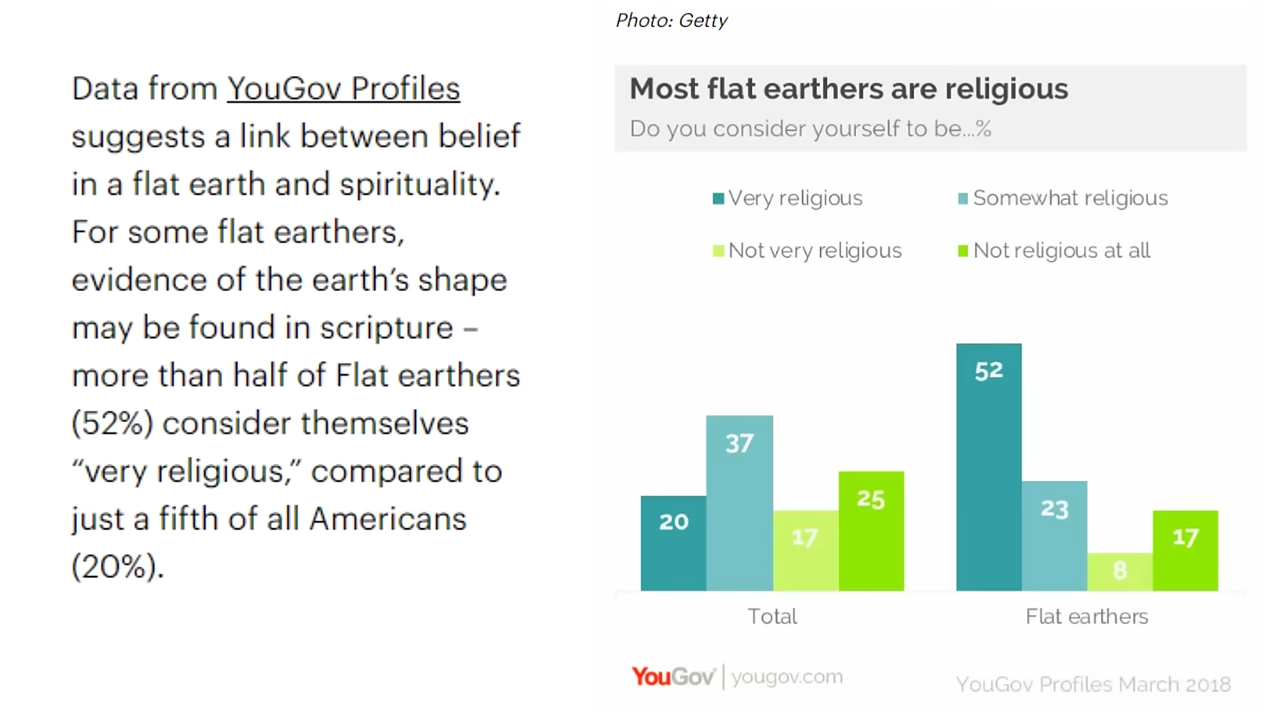 Data from YouGov Profiles
suggests a link between belief
in a flat earth and spirituality.
For some flat earthers,
evidence of the earth’s shape
may be found in scripture –
more than half of Flat earthers
(52%) consider themselves
“very religious,” compared to
just a fifth of all Americans
(20%).
Photo: Getty
Most flat earthers are religious
Do you consider yourself to be...%
Very religious
Somewhat religious
Not very religious
Not religious at all
20
37
17
25
52
23
8
17
Total
Flat earthers
YouGov | yougov.com
YouGov Profiles March 2018